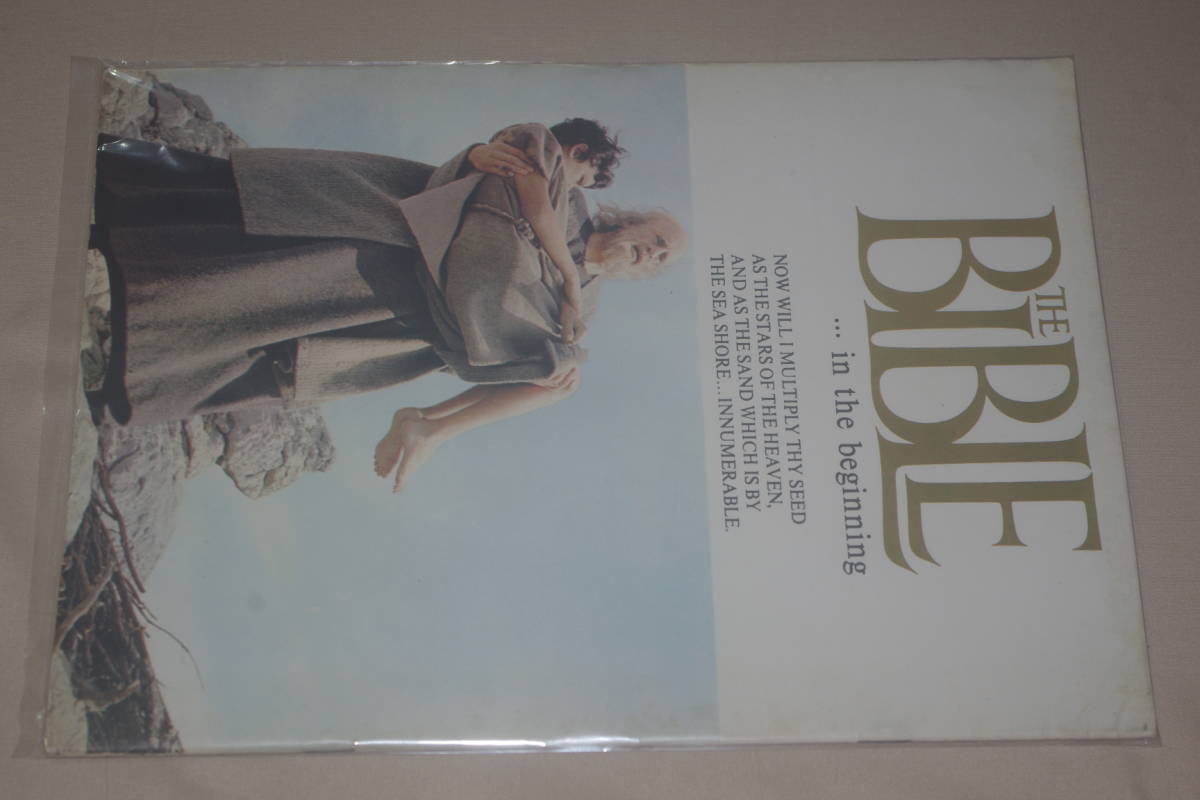 THE
BIBLE
... in the beginning
NOW WILL I MULTIPLY THY SEED
AS THE STARS OF THE HEAVEN,
AND AS THE SAND WHICH IS BY
THE SEA SHORE...INNUMERABLE.